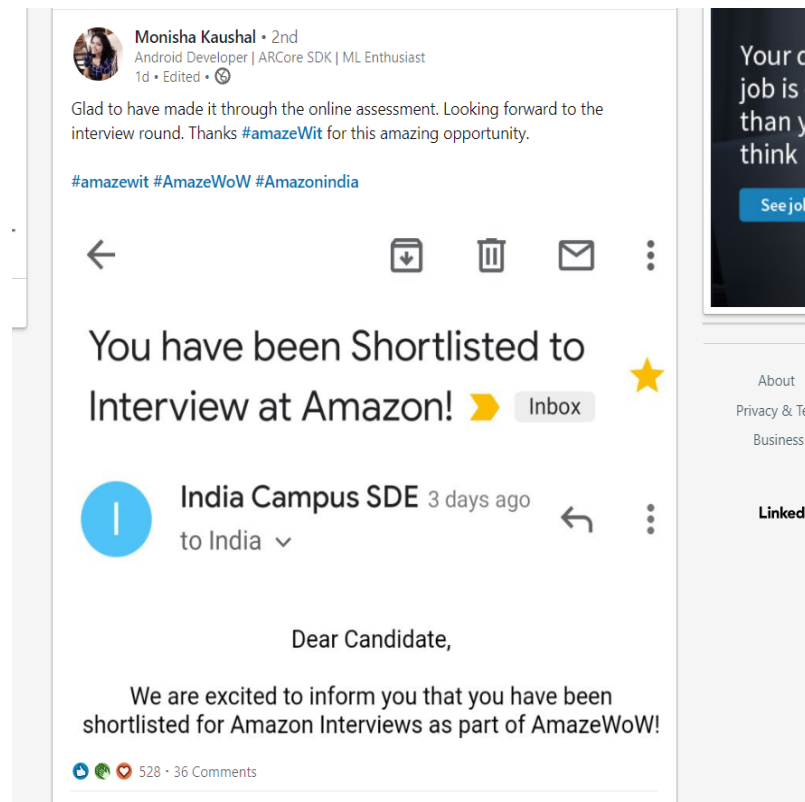 Monisha Kaushal • 2nd
Android Developer | ARCore SDK | ML Enthusiast
1d • Edited •
Glad to have made it through the online assessment. Looking forward to the
interview round. Thanks #amazeWit for this amazing opportunity.
#amazewit #AmazeWoW #Amazonindia
You have been Shortlisted to
Interview at Amazon! Inbox
I
India Campus SDE 3 days ago
to India
Dear Candidate,
We are excited to inform you that you have been
shortlisted for Amazon Interviews as part of AmazeWoW!
528 · 36 Comments
Your
job is
than
think
See
About
Privacy &
Business
Linked